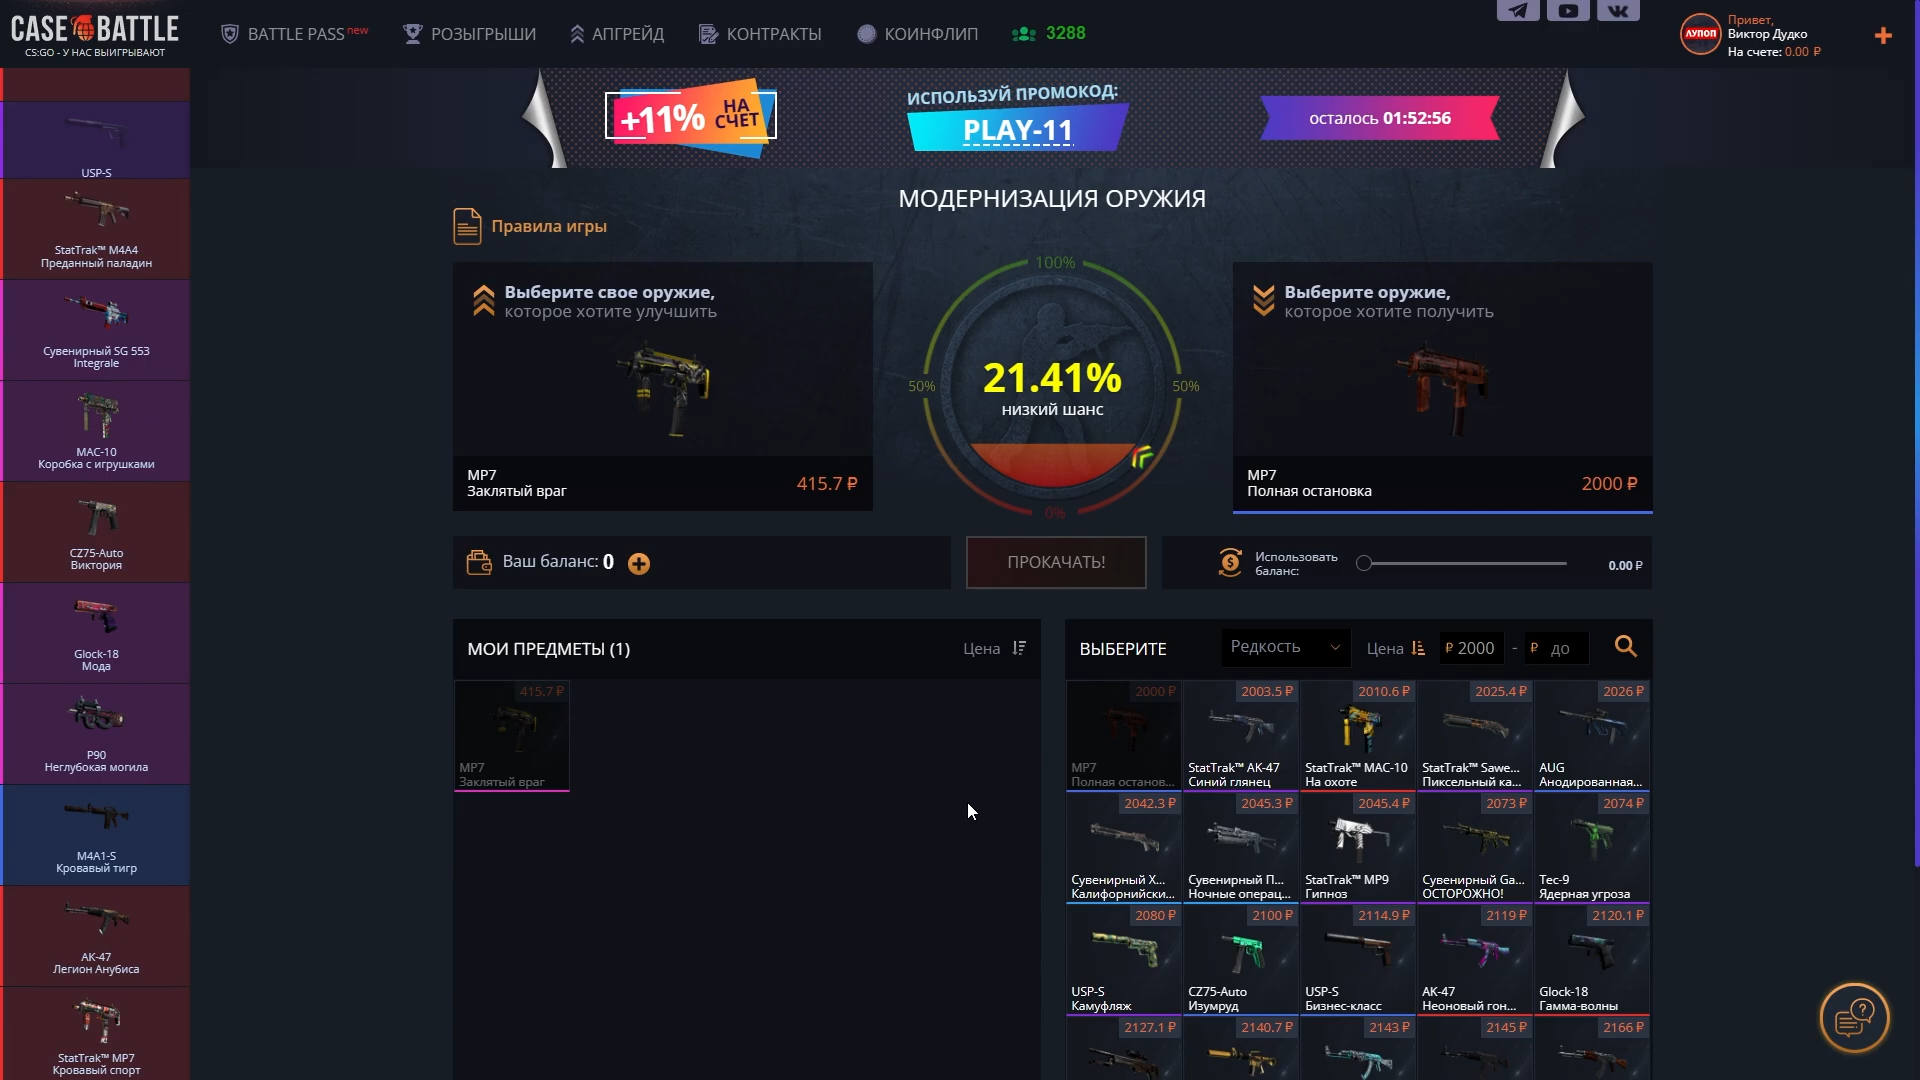 CASE BATTLE
CS:GO - У НАС ВЫИГРЫВАЮТ
BATTLE PASS new
РОЗЫГРЫШИ
АПГРЕЙД
КОНТРАКТЫ
КОИНФЛИП
3288
ЛУПОП
Привет,
Виктор Дудко
На счете: 0.00 ₽
+11% НА СЧЕТ
ИСПОЛЬЗУЙ ПРОМОКОД:
PLAY-11
осталось 01:52:56
МОДЕРНИЗАЦИЯ ОРУЖИЯ
Правила игры
Выберите свое оружие,
которое хотите улучшить
MP7
Заклятый враг
415.7 ₽
100%
50%
50%
21.41%
низкий шанс
0%
Выберите оружие,
которое хотите получить
MP7
Полная остановка
2000 ₽
Ваш баланс: 0
ПРОКАЧАТЬ!
Использовать
баланс:
0.00 ₽
МОИ ПРЕДМЕТЫ (1)
Цена
415.7 ₽
MP7
Заклятый враг
ВЫБЕРИТЕ
Редкость
Цена
₽ 2000 - ₽ до
2000 ₽
MP7
Полная останов...
2003.5 ₽
StatTrak™ AK-47
Синий глянец
2010.6 ₽
StatTrak™ MAC-10
На охоте
2025.4 ₽
StatTrak™ Sawe...
Пиксельный ка...
2026 ₽
AUG
Анодированная...
2042.3 ₽
Сувенирный X...
Калифорнийски...
2045.3 ₽
Сувенирный П...
Ночные операц...
2045.4 ₽
StatTrak™ MP9
Гипноз
2073 ₽
Сувенирный Ga...
ОСТОРОЖНО!
2074 ₽
Tec-9
Ядерная угроза
2080 ₽
USP-S
Камуфляж
2100 ₽
CZ75-Auto
Изумруд
2114.9 ₽
USP-S
Бизнес-класс
2119 ₽
AK-47
Неоновый гон...
2120.1 ₽
Glock-18
Гамма-волны
2127.1 ₽
2140.7 ₽
2143 ₽
2145 ₽
2166 ₽
USP-S
StatTrak™ M4A4
Преданный паладин
Сувенирный SG 553
Integrale
MAC-10
Коробка с игрушками
CZ75-Auto
Виктория
Glock-18
Мода
P90
Неглубокая могила
M4A1-S
Кровавый тигр
AK-47
Легион Анубиса
StatTrak™ MP7
Кровавый спорт